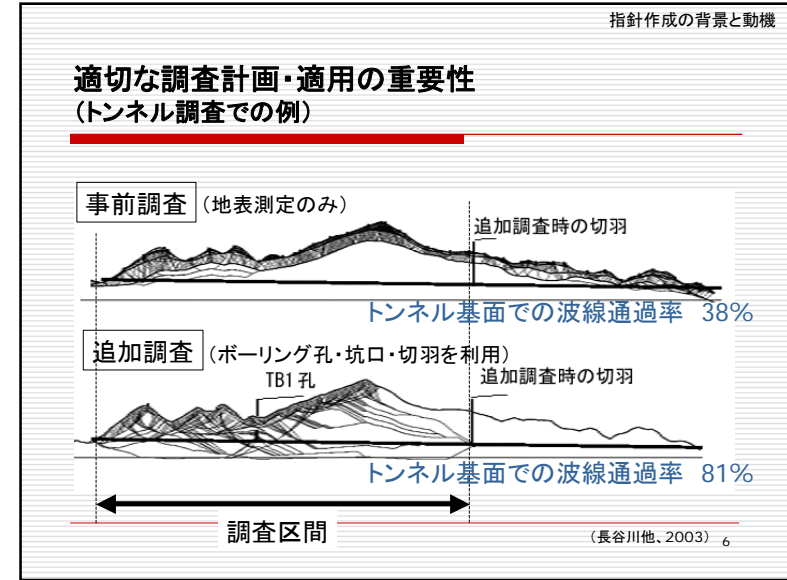 指針作成の背景と動機
適切な調査計画・適用の重要性
(トンネル調査での例)
事前調査 (地表測定のみ)
追加調査時の切羽
トンネル基面での波線通過率 38%
追加調査 (ボーリング孔・坑口・切羽を利用)
TB1 孔
追加調査時の切羽
トンネル基面での波線通過率 81%
調査区間
(長谷川他、2003) 6